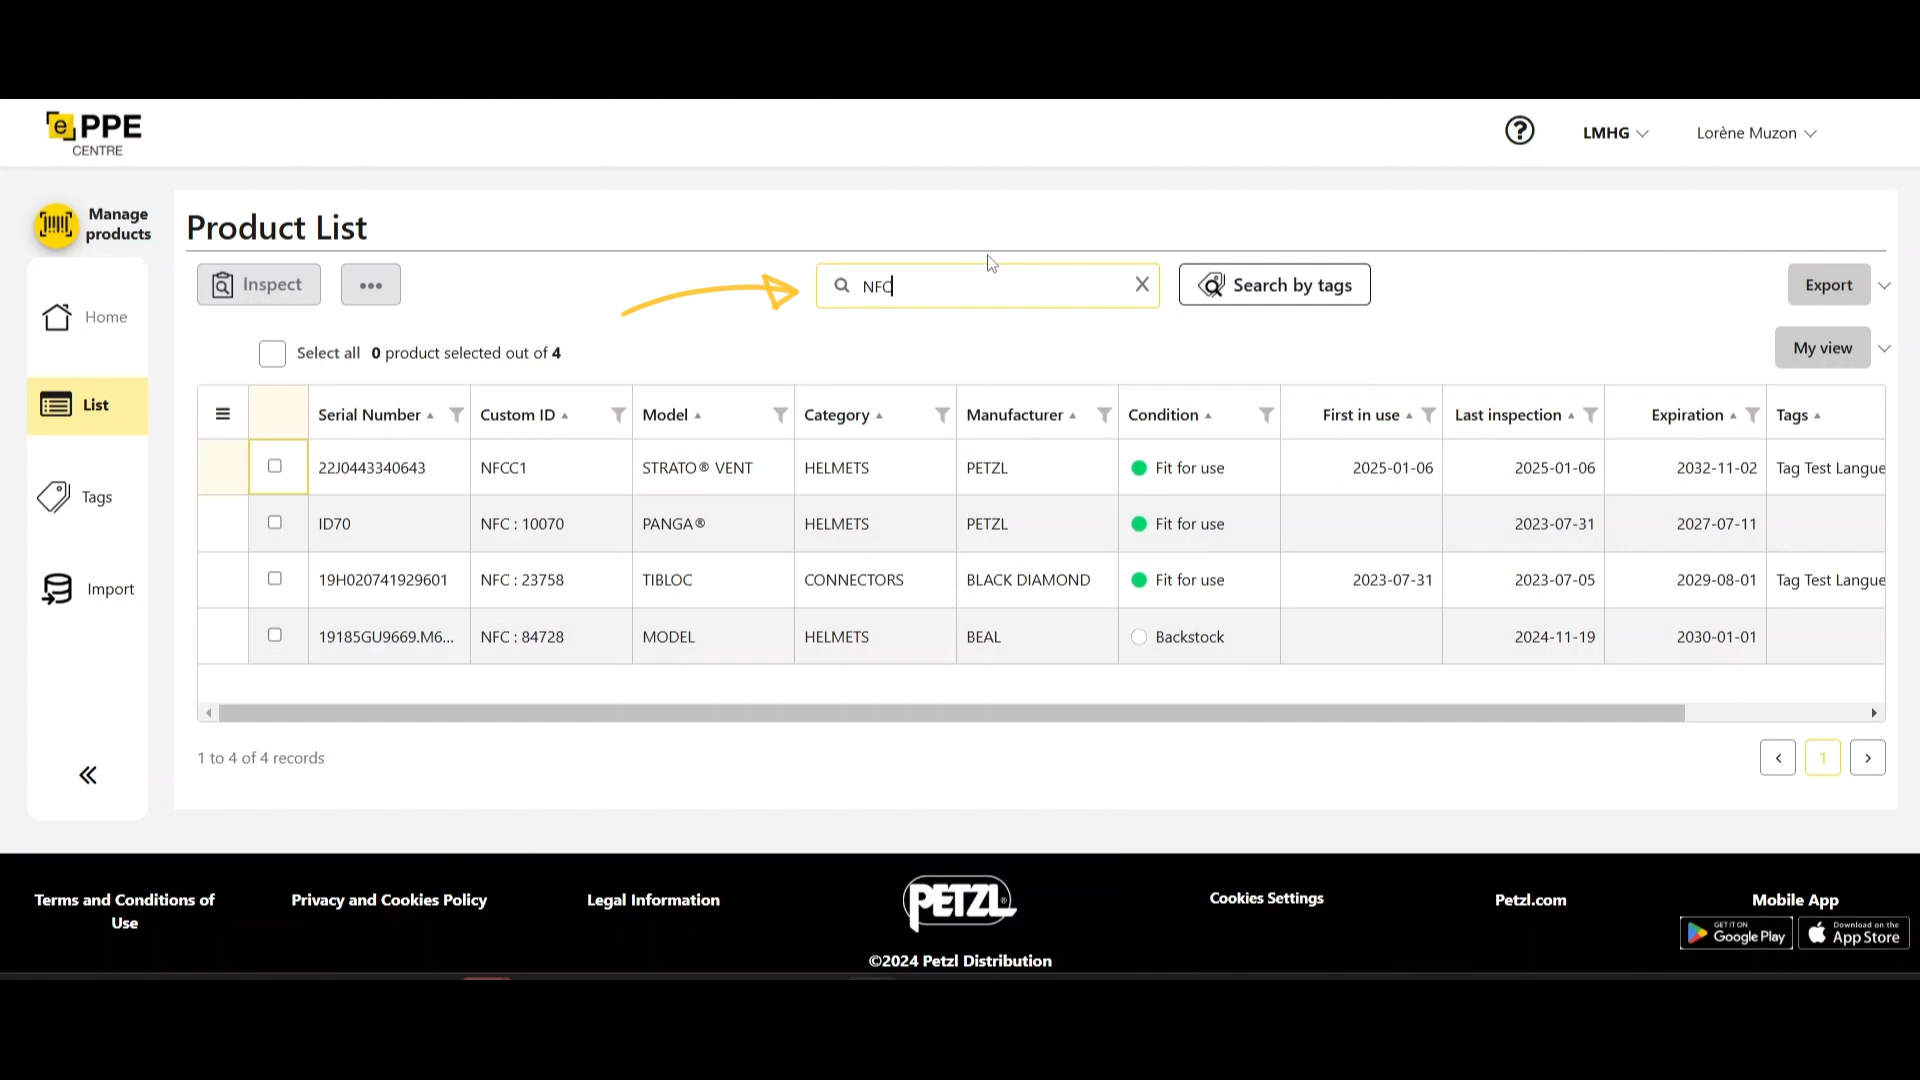 e PPE
CENTRE
LMHG
Lorène Muzon
Manage
products
Product List
Inspect
NFC
Search by tags
Export
Home
Select all 0 product selected out of 4
My view
List
Serial Number Custom ID Model Category Manufacturer Condition First in use Last inspection Expiration Tags
22J0443340643 NFCC1 STRATO® VENT HELMETS PETZL Fit for use 2025-01-06 2025-01-06 2032-11-02 Tag Test Langue
Tags
ID70 NFC : 10070 PANGA® HELMETS PETZL Fit for use 2023-07-31 2027-07-11
Import
19H020741929601 NFC : 23758 TIBLOC CONNECTORS BLACK DIAMOND Fit for use 2023-07-31 2023-07-05 2029-08-01 Tag Test Langue
19185GU9669.M6... NFC : 84728 MODEL HELMETS BEAL Backstock 2024-11-19 2030-01-01
1 to 4 of 4 records
1
Terms and Conditions of
Use
Privacy and Cookies Policy
Legal Information
PETZL®
©2024 Petzl Distribution
Cookies Settings
Petzl.com
Mobile App
GET IT ON
Google Play
Download on the
App Store